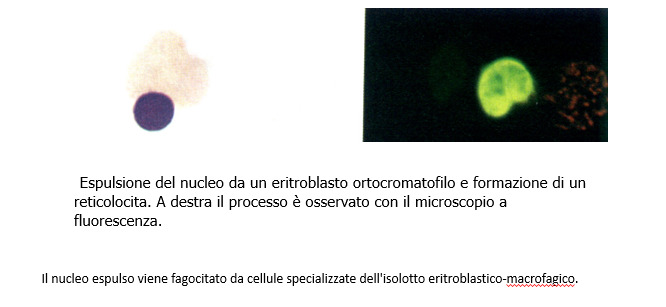 Espulsione del nucleo da un eritroblasto ortocromatofilo e formazione di un
reticolocita. A destra il processo è osservato con il microscopio a
fluorescenza.
Il nucleo espulso viene fagocitato da cellule specializzate dell'isolotto eritroblastico-macrofagico.